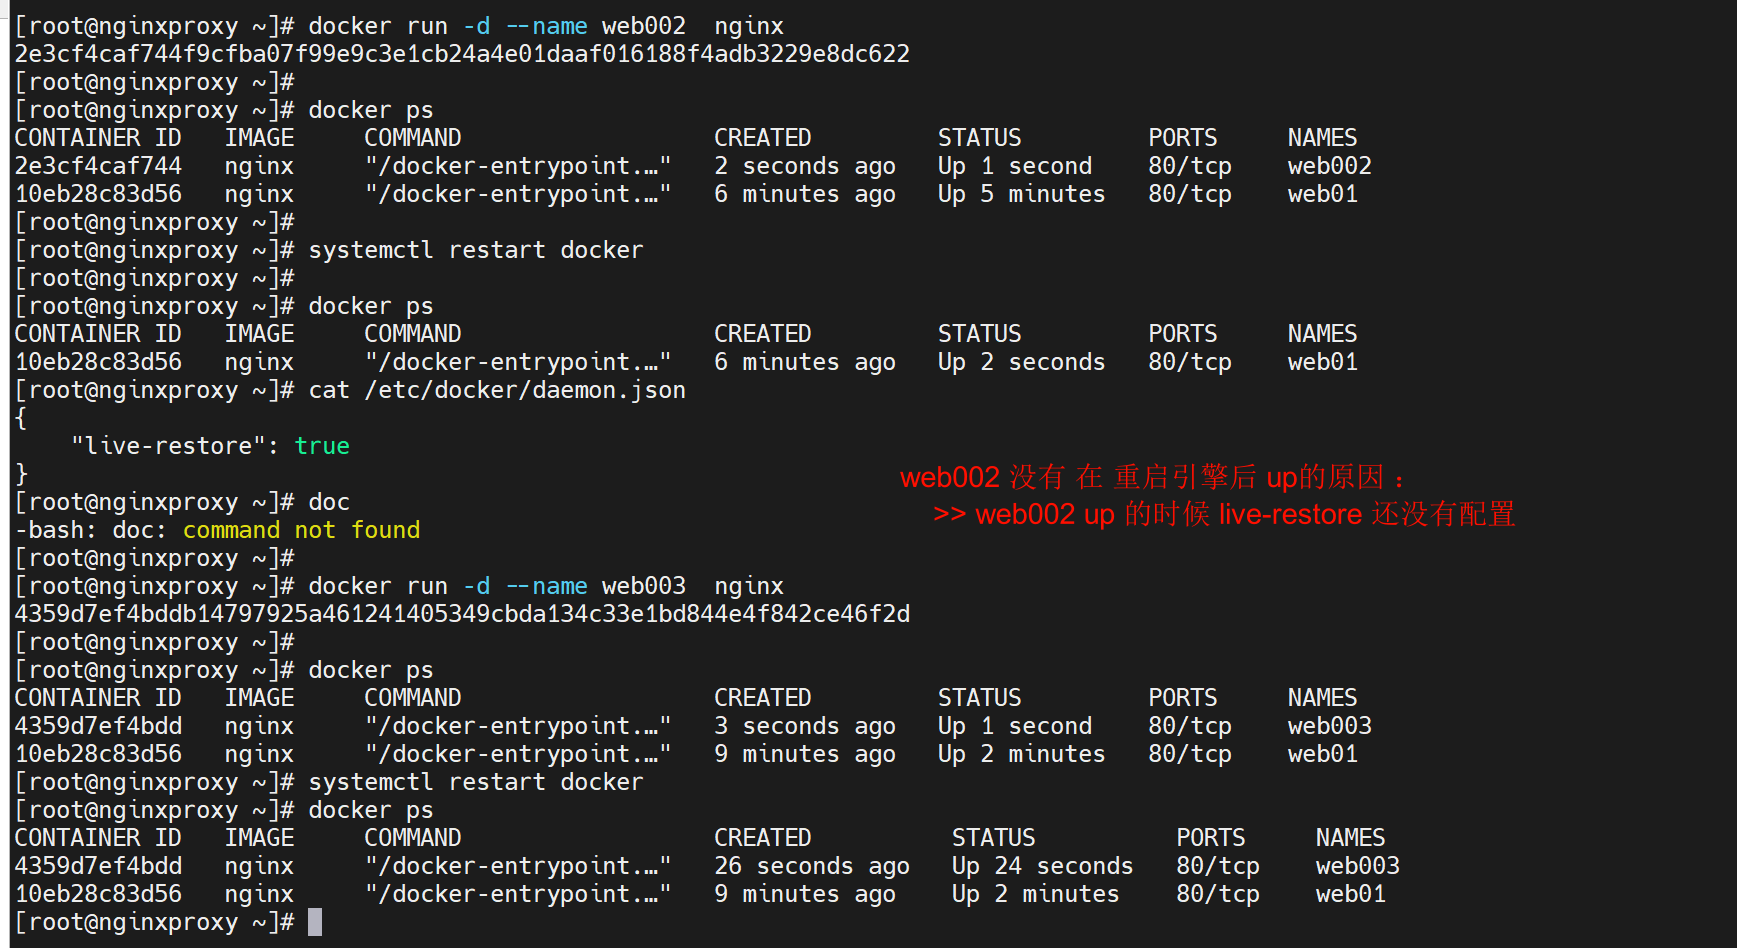 [root@nginxproxy ~]# docker run -d --name web002  nginx
2e3cf4caf744f9cfba07f99e9c3e1cb24a4e01daaf016188f4adb3229e8dc622
[root@nginxproxy ~]#
[root@nginxproxy ~]# docker ps
CONTAINER ID   IMAGE     COMMAND                  CREATED         STATUS         PORTS     NAMES
2e3cf4caf744   nginx     "/docker-entrypoint.…"   2 seconds ago   Up 1 second    80/tcp    web002
10eb28c83d56   nginx     "/docker-entrypoint.…"   6 minutes ago   Up 5 minutes   80/tcp    web01
[root@nginxproxy ~]#
[root@nginxproxy ~]# systemctl restart docker
[root@nginxproxy ~]#
[root@nginxproxy ~]# docker ps
CONTAINER ID   IMAGE     COMMAND                  CREATED         STATUS         PORTS     NAMES
10eb28c83d56   nginx     "/docker-entrypoint.…"   6 minutes ago   Up 2 seconds   80/tcp    web01
[root@nginxproxy ~]# cat /etc/docker/daemon.json
{
    "live-restore": true
}
web002 没有 在 重启引擎后 up的原因 ：
>> web002 up 的时候 live-restore 还没有配置
[root@nginxproxy ~]# doc
-bash: doc: command not found
[root@nginxproxy ~]#
[root@nginxproxy ~]# docker run -d --name web003  nginx
4359d7ef4bddb14797925a461241405349cbda134c33e1bd844e4f842ce46f2d
[root@nginxproxy ~]#
[root@nginxproxy ~]# docker ps
CONTAINER ID   IMAGE     COMMAND                  CREATED         STATUS         PORTS     NAMES
4359d7ef4bdd   nginx     "/docker-entrypoint.…"   3 seconds ago   Up 1 second    80/tcp    web003
10eb28c83d56   nginx     "/docker-entrypoint.…"   9 minutes ago   Up 2 minutes   80/tcp    web01
[root@nginxproxy ~]# systemctl restart docker
[root@nginxproxy ~]# docker ps
CONTAINER ID   IMAGE     COMMAND                  CREATED          STATUS          PORTS     NAMES
4359d7ef4bdd   nginx     "/docker-entrypoint.…"   26 seconds ago   Up 24 seconds   80/tcp    web003
10eb28c83d56   nginx     "/docker-entrypoint.…"   9 minutes ago    Up 2 minutes    80/tcp    web01
[root@nginxproxy ~]#